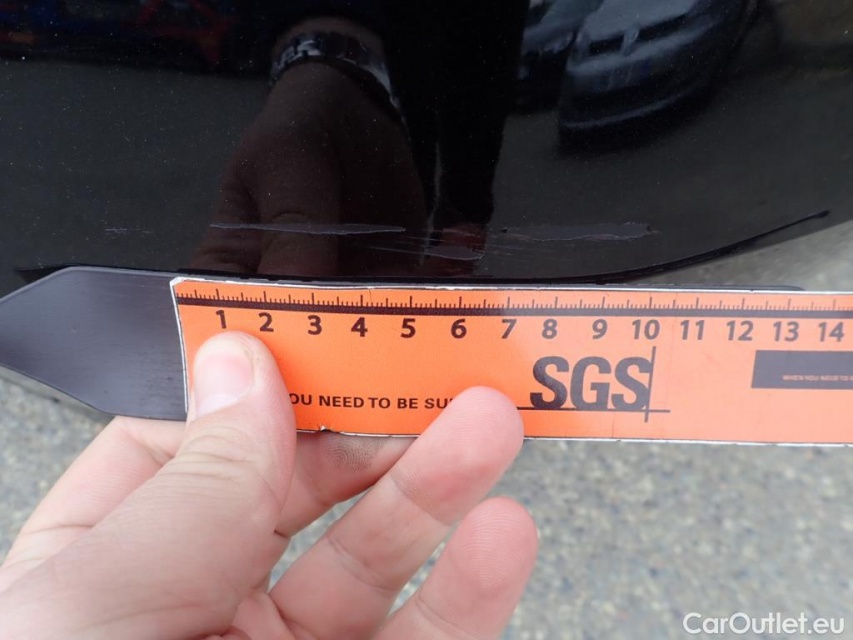 1 2 3 4 5 6 7 8 9 10 11 12 13 14
OU NEED TO BE SU
SGS
CarOutlet.eu